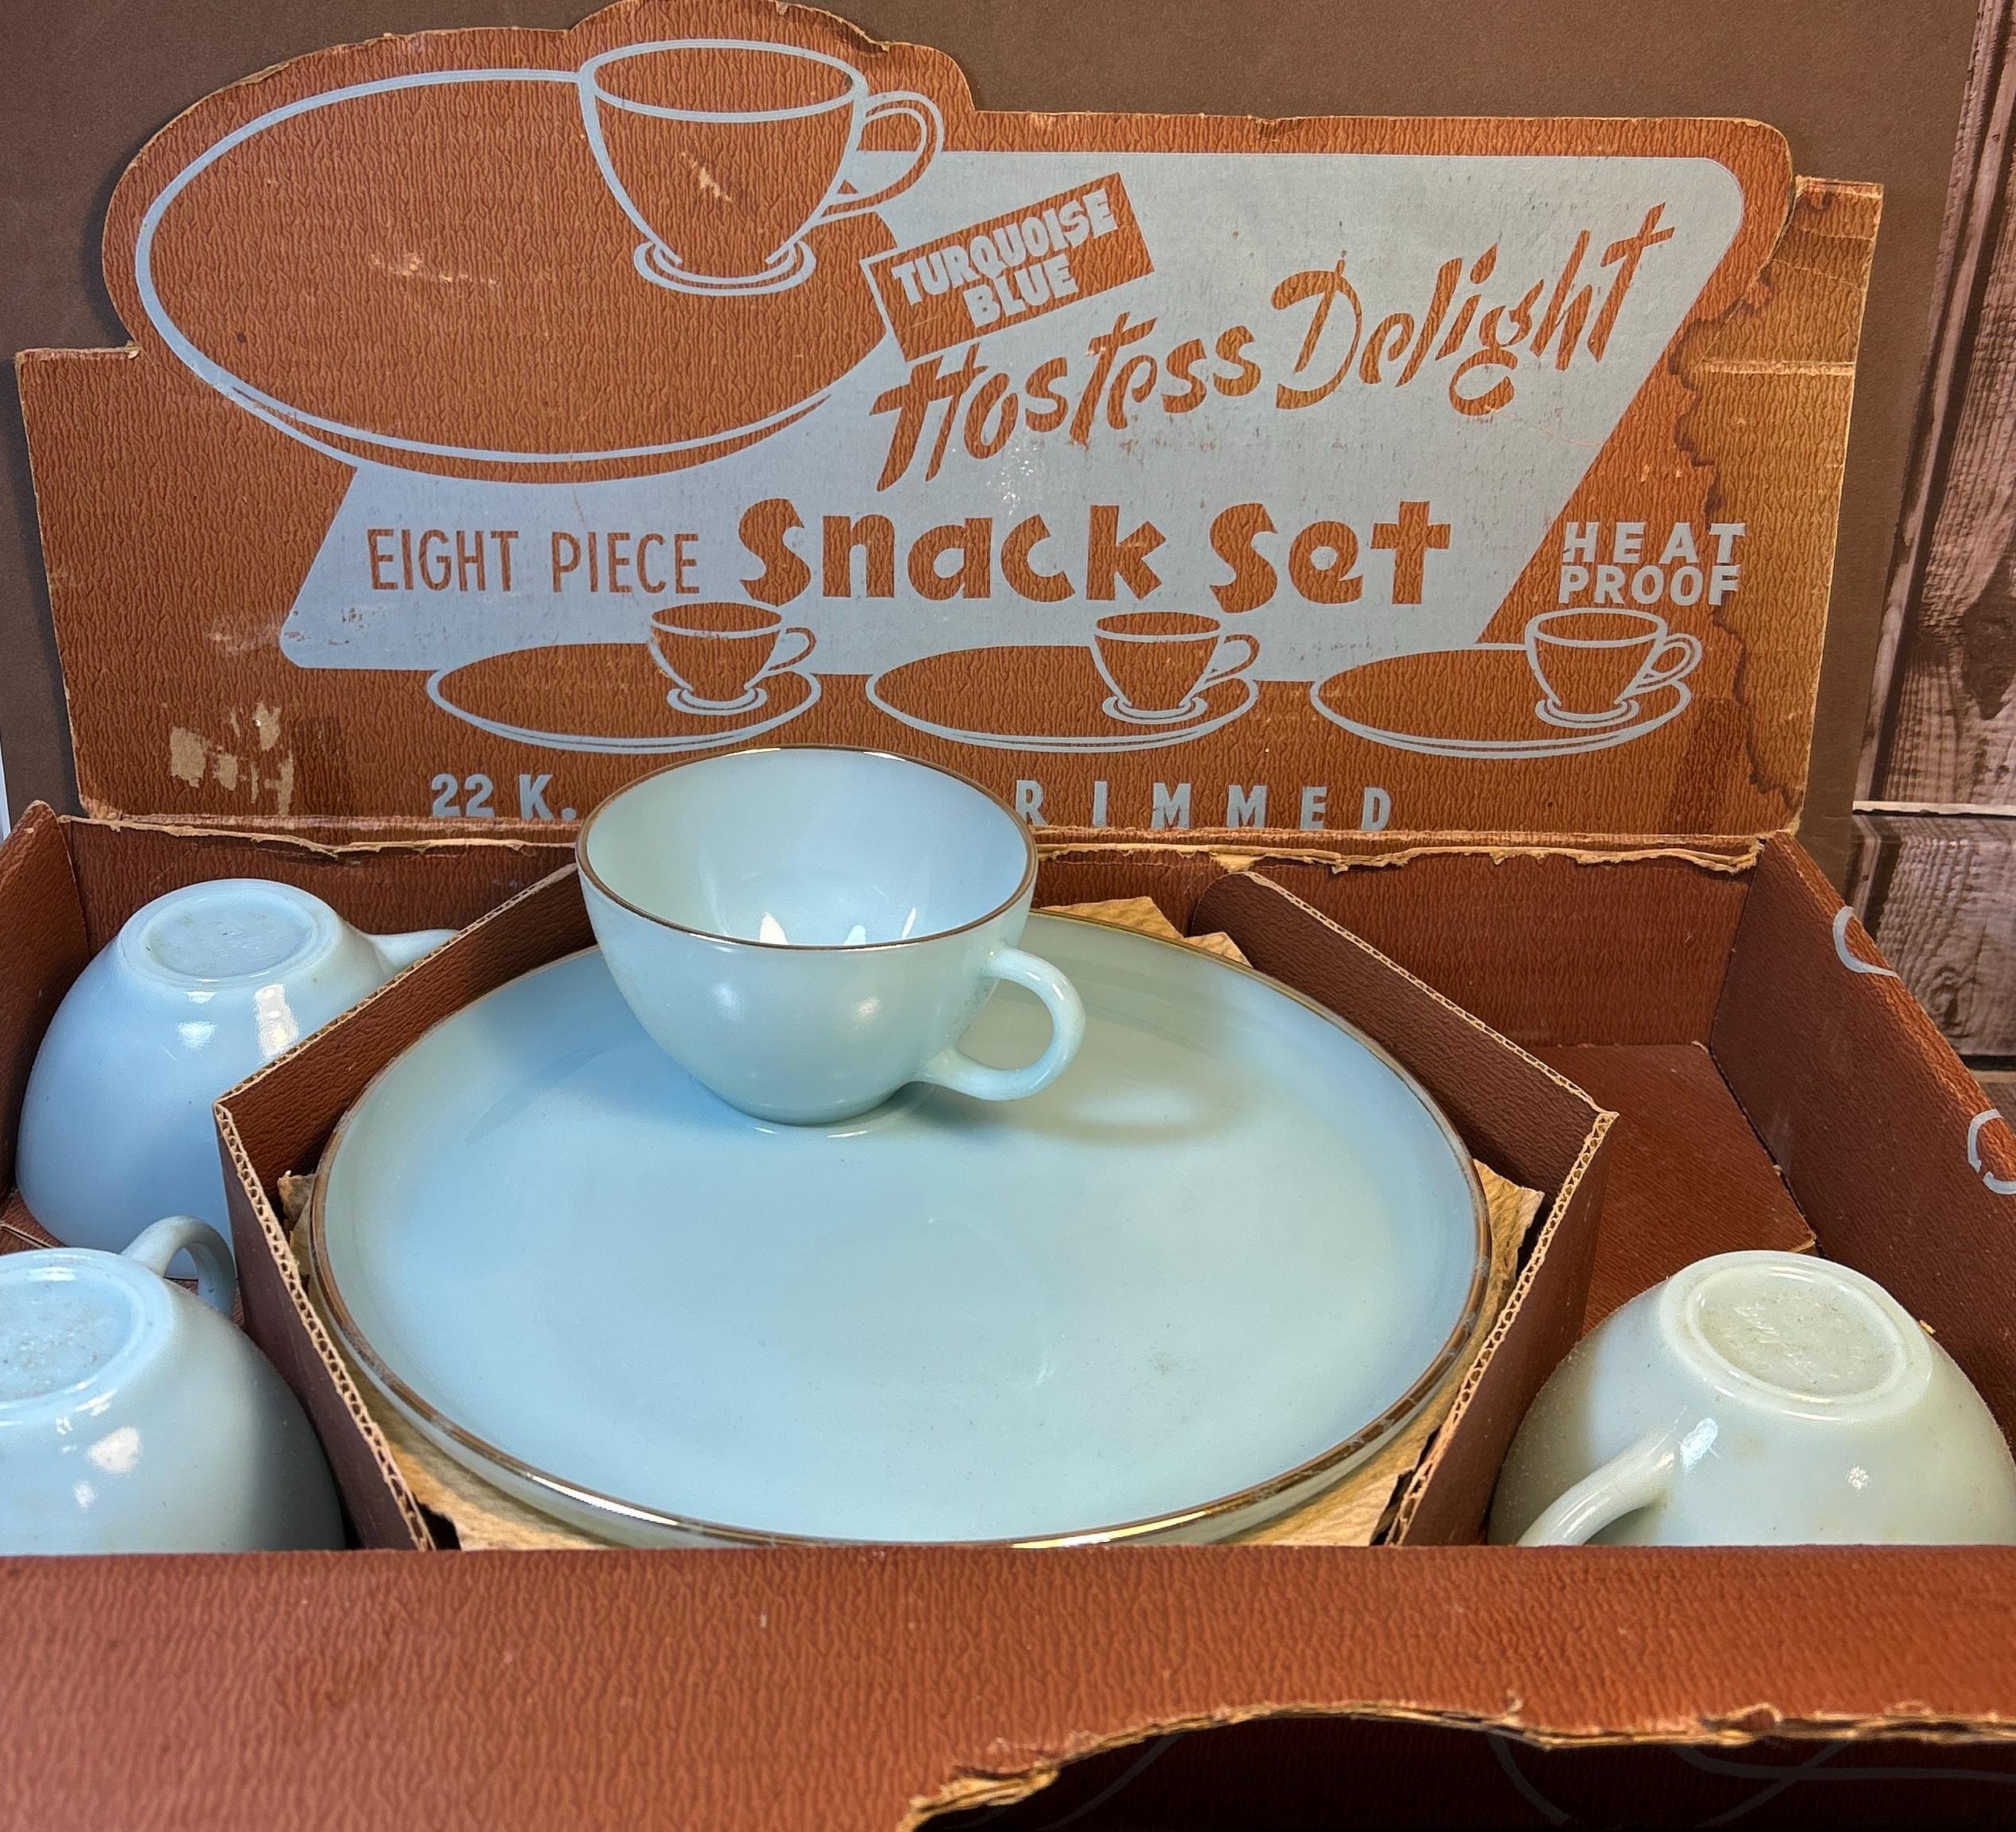 TURQUOISE
BLUE
Hostess Delight
EIGHT PIECE Snack Set
HEAT
PROOF
22 K. RIMMED